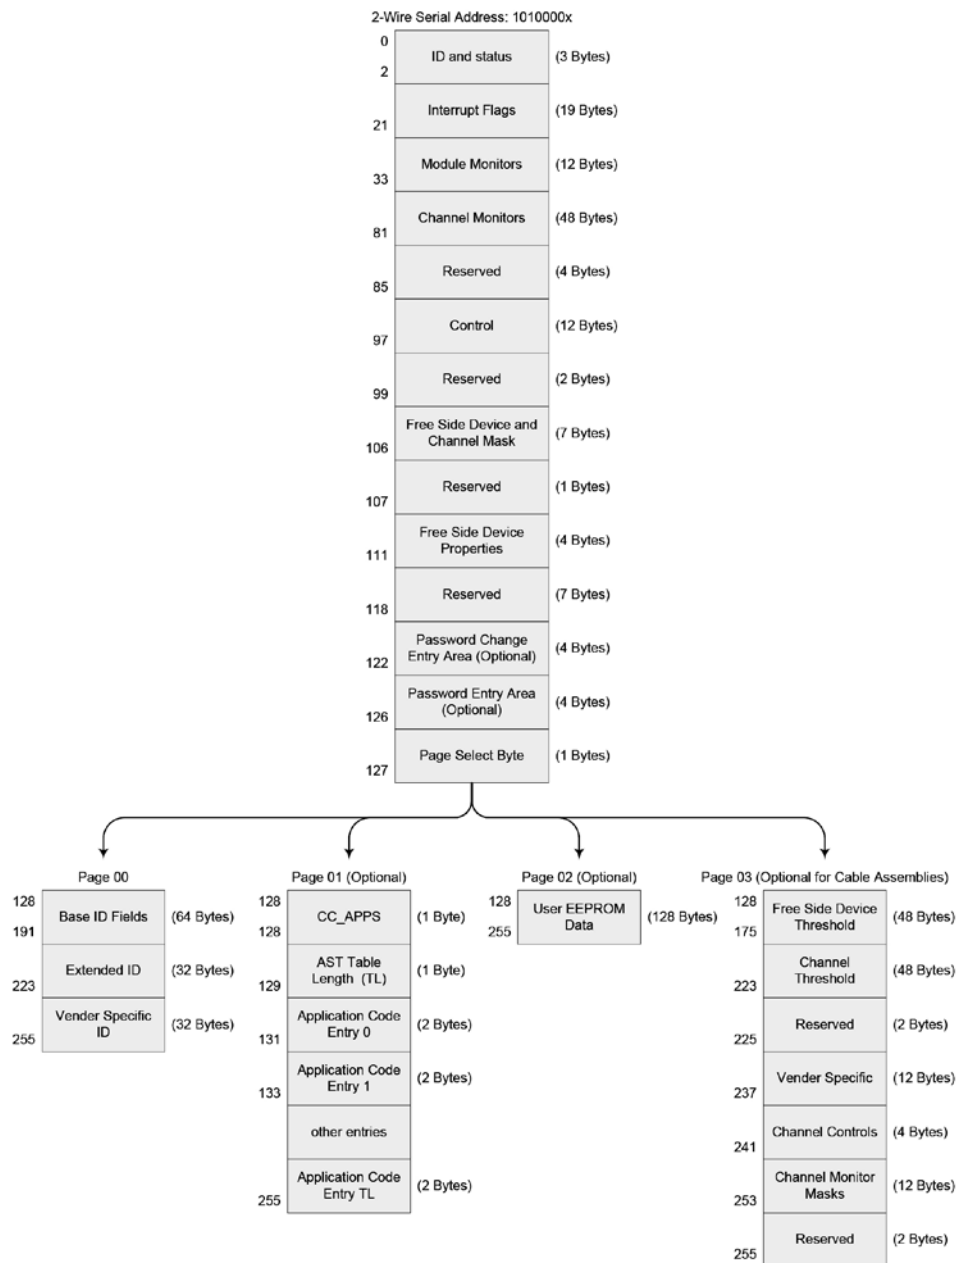 2-Wire Serial Address: 1010000x
0
ID and status (3 Bytes)
2
Interrupt Flags (19 Bytes)
21
Module Monitors (12 Bytes)
33
Channel Monitors (48 Bytes)
81
Reserved (4 Bytes)
85
Control (12 Bytes)
97
Reserved (2 Bytes)
99
Free Side Device and
Channel Mask (7 Bytes)
106
Reserved (1 Bytes)
107
Free Side Device
Properties (4 Bytes)
111
Reserved (7 Bytes)
118
Password Change
Entry Area (Optional) (4 Bytes)
122
Password Entry Area
(Optional) (4 Bytes)
126
Page Select Byte (1 Bytes)
127
Page 00
128
Base ID Fields (64 Bytes)
191
Extended ID (32 Bytes)
223
Vender Specific
ID (32 Bytes)
255
Page 01 (Optional)
128
CC_APPS (1 Byte)
128
AST Table
Length (TL) (1 Byte)
129
Application Code
Entry 0 (2 Bytes)
131
Application Code
Entry 1 (2 Bytes)
133
other entries
Application Code
Entry TL (2 Bytes)
255
Page 02 (Optional)
128
User EEPROM
Data (128 Bytes)
255
Page 03 (Optional for Cable Assemblies)
128
Free Side Device
Threshold (48 Bytes)
175
Channel
Threshold (48 Bytes)
223
Reserved (2 Bytes)
225
Vender Specific (12 Bytes)
237
Channel Controls (4 Bytes)
241
Channel Monitor
Masks (12 Bytes)
253
Reserved (2 Bytes)
255